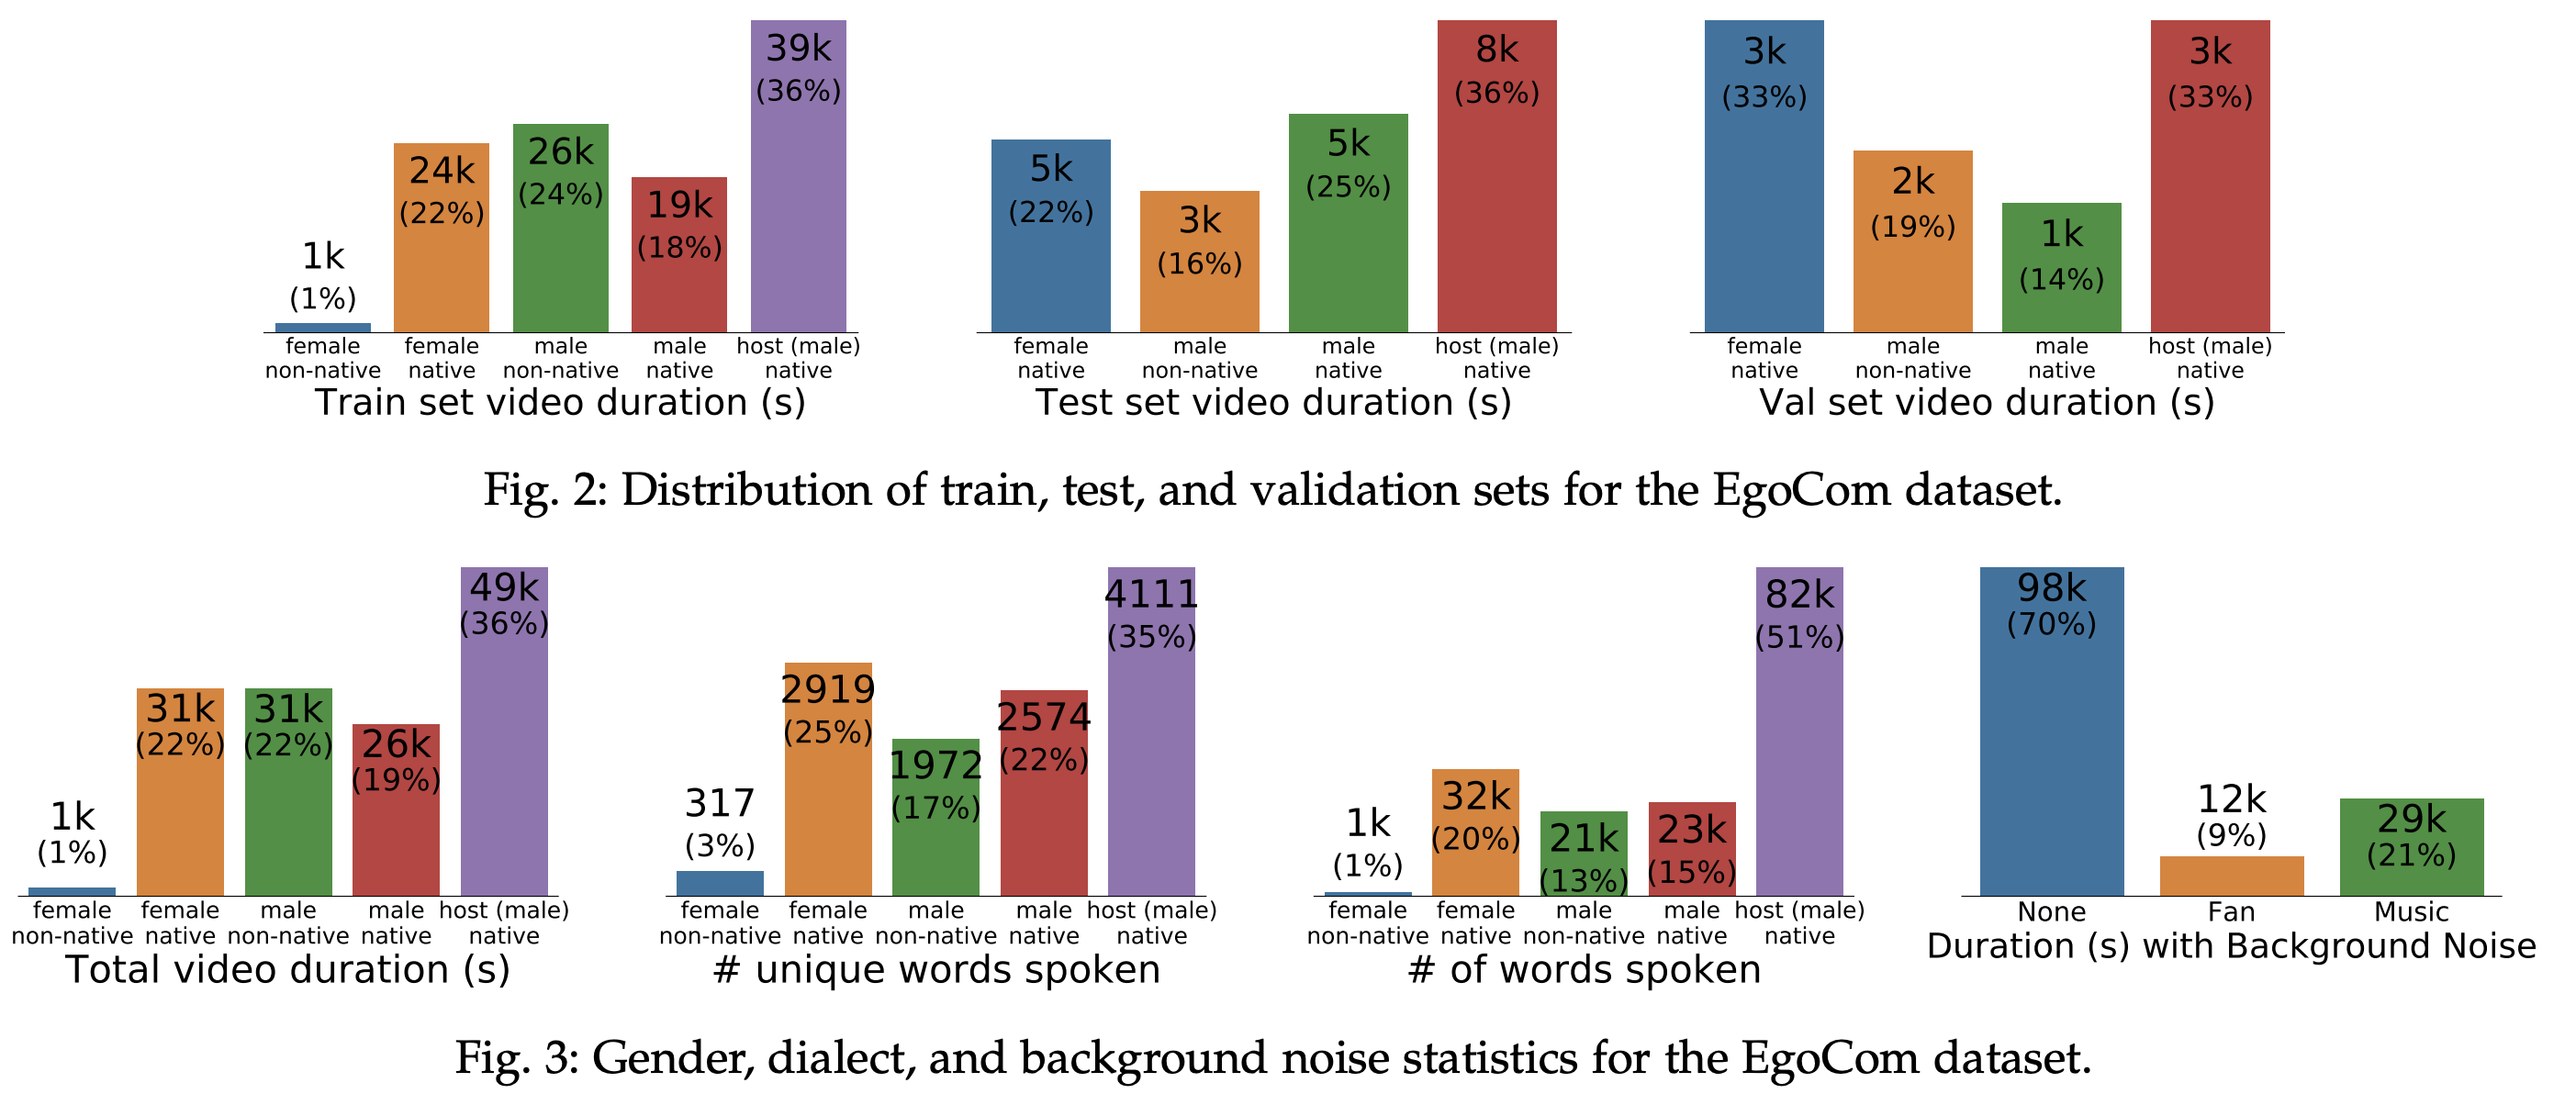 39k
(36%)
26k
(24%)
24k
(22%)
19k
(18%)
1k
(1%)
female non-native
female native
male non-native
male native
host (male) native
Train set video duration (s)
8k
(36%)
5k
(25%)
5k
(22%)
3k
(16%)
female native
male non-native
male native
host (male) native
Test set video duration (s)
3k
(33%)
3k
(33%)
2k
(19%)
1k
(14%)
female native
male non-native
male native
host (male) native
Val set video duration (s)
Fig. 2: Distribution of train, test, and validation sets for the EgoCom dataset.
49k
(36%)
31k
(22%)
31k
(22%)
26k
(19%)
1k
(1%)
female non-native
female native
male non-native
male native
host (male) native
Total video duration (s)
4111
(35%)
2919
(25%)
2574
(22%)
1972
(17%)
317
(3%)
female non-native
female native
male non-native
male native
host (male) native
# unique words spoken
82k
(51%)
32k
(20%)
23k
(15%)
21k
(13%)
1k
(1%)
female non-native
female native
male non-native
male native
host (male) native
# of words spoken
98k
(70%)
12k
(9%)
29k
(21%)
None
Fan
Music
Duration (s) with Background Noise
Fig. 3: Gender, dialect, and background noise statistics for the EgoCom dataset.